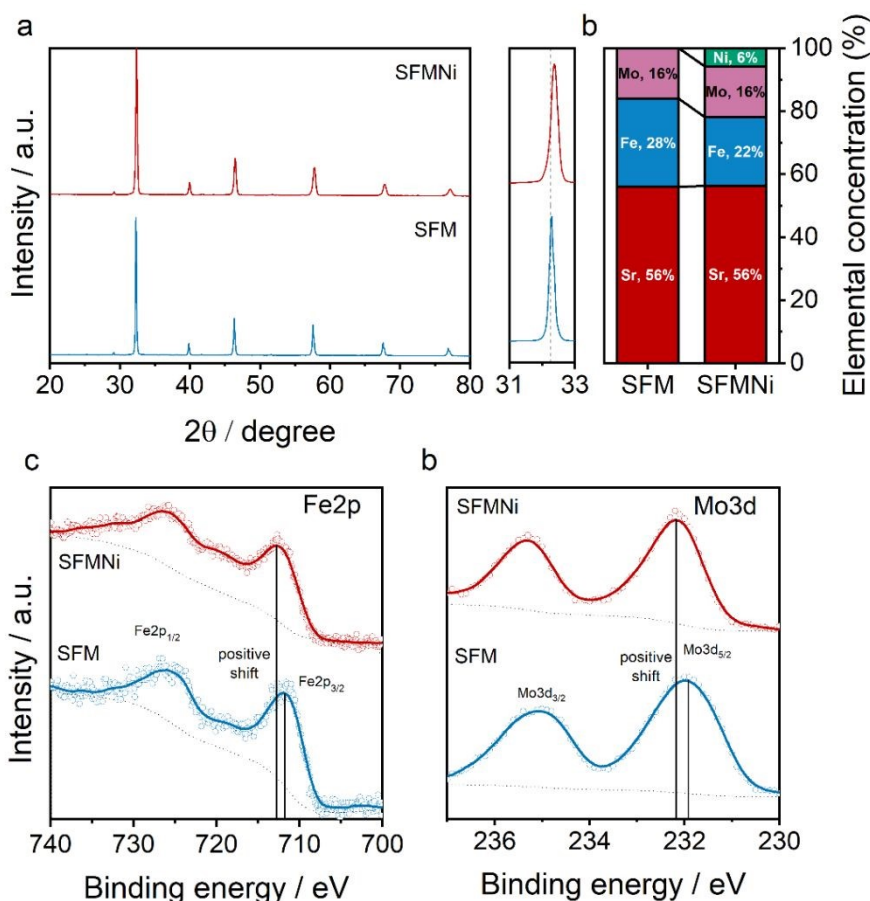 a
b
Intensity / a.u.
SFMNi
SFM
20 30 40 50 60 70 80
31 33
2θ / degree
Ni, 6%
Mo, 16%
Mo, 16%
Fe, 28%
Fe, 22%
Sr, 56%
Sr, 56%
SFM
SFMNi
100
80
60
40
20
0
Elemental concentration (%)
c
Intensity / a.u.
Fe2p
SFMNi
Fe2p1/2
SFM
positive
shift
Fe2p3/2
740 730 720 710 700
Binding energy / eV
b
Mo3d
SFMNi
SFM
positive
shift
Mo3d5/2
Mo3d3/2
236 234 232 230
Binding energy / eV